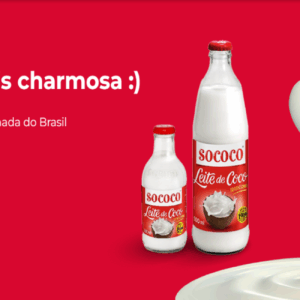 s charmosa :)
nada do Brasil
SOCOCO
Leite de Coco
SOCOCO
Leite de Coco